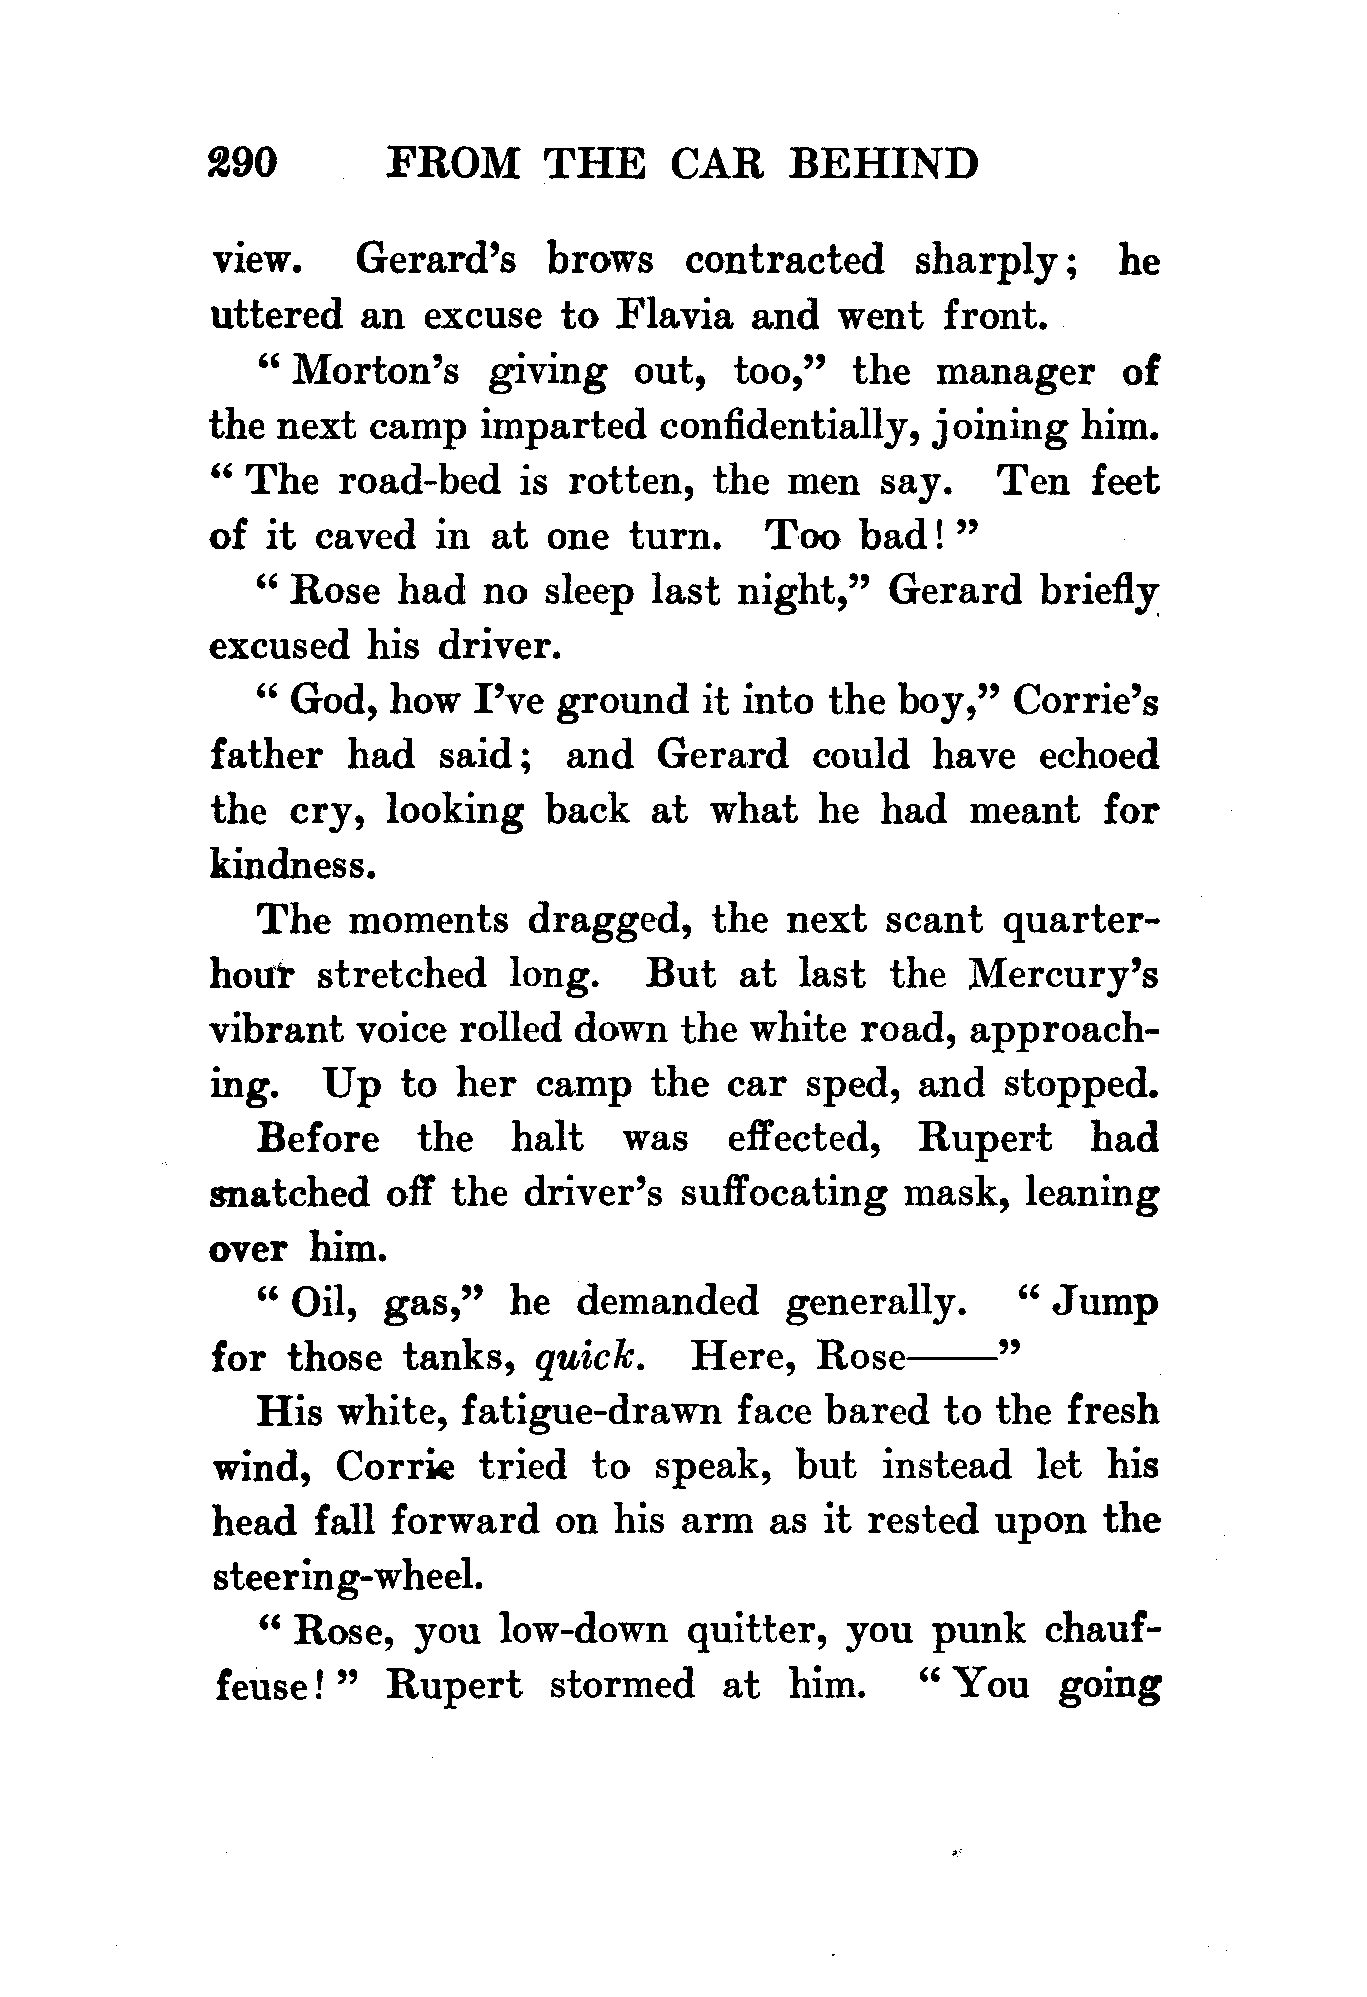 290 FROM THE CAR BEHIND
view. Gerard's brows contracted sharply; he
uttered an excuse to Flavia and went front.
" Morton's giving out, too," the manager of
the next camp imparted confidentially, joining him.
" The road-bed is rotten, the men say. Ten feet
of it caved in at one turn. Too bad! "
" Rose had no sleep last night," Gerard briefly
excused his driver.
" God, how I've ground it into the boy," Corrie's
father had said; and Gerard could have echoed
the cry, looking back at what he had meant for
kindness.
The moments dragged, the next scant quarter-
hour stretched long. But at last the Mercury's
vibrant voice rolled down the white road, approach-
ing. Up to her camp the car sped, and stopped.
Before the halt was effected, Rupert had
snatched off the driver's suffocating mask, leaning
over him.
" Oil, gas," he demanded generally. " Jump
for those tanks, quick. Here, Rose——"
His white, fatigue-drawn face bared to the fresh
wind, Corrie tried to speak, but instead let his
head fall forward on his arm as it rested upon the
steering-wheel.
" Rose, you low-down quitter, you punk chauf-
feuse! " Rupert stormed at him. " You going